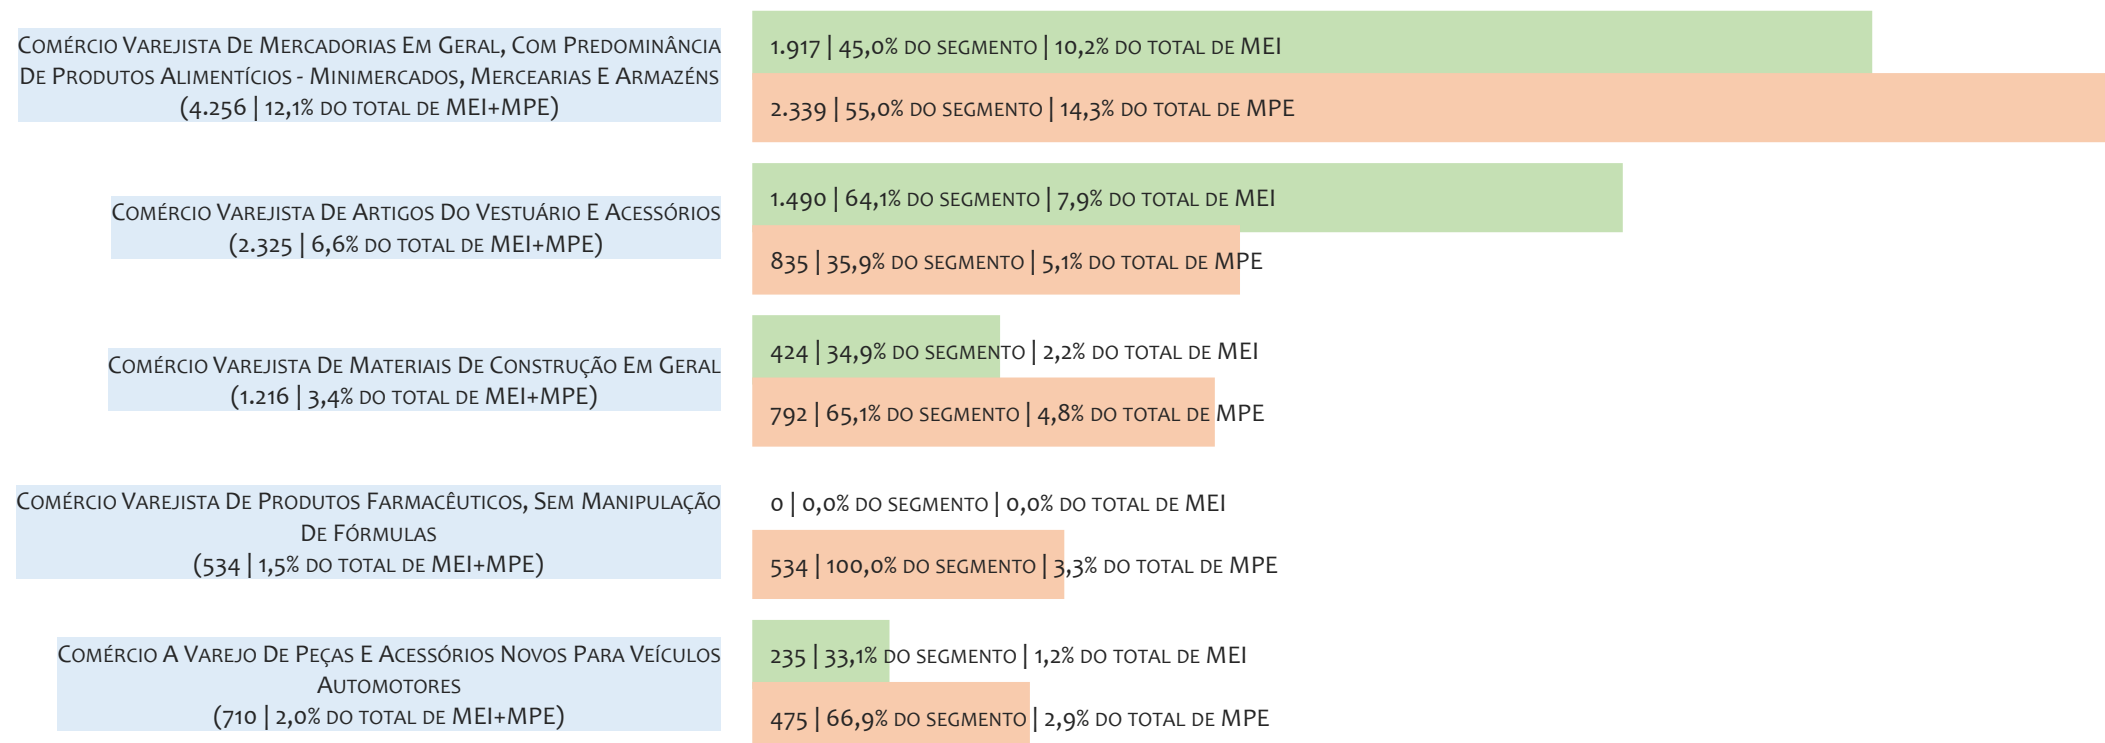 Comércio Varejista De Mercadorias Em Geral, Com Predominância
De Produtos Alimentícios - Minimercados, Mercearias E Armazéns
(4.256 | 12,1% do total de MEI+MPE)
1.917 | 45,0% do segmento | 10,2% do total de MEI
2.339 | 55,0% do segmento | 14,3% do total de MPE
Comércio Varejista De Artigos Do Vestuário E Acessórios
(2.325 | 6,6% do total de MEI+MPE)
1.490 | 64,1% do segmento | 7,9% do total de MEI
835 | 35,9% do segmento | 5,1% do total de MPE
Comércio Varejista De Materiais De Construção Em Geral
(1.216 | 3,4% do total de MEI+MPE)
424 | 34,9% do segmento | 2,2% do total de MEI
792 | 65,1% do segmento | 4,8% do total de MPE
Comércio Varejista De Produtos Farmacêuticos, Sem Manipulação
De Fórmulas
(534 | 1,5% do total de MEI+MPE)
0 | 0,0% do segmento | 0,0% do total de MEI
534 | 100,0% do segmento | 3,3% do total de MPE
Comércio A Varejo De Peças E Acessórios Novos Para Veículos
Automotores
(710 | 2,0% do total de MEI+MPE)
235 | 33,1% do segmento | 1,2% do total de MEI
475 | 66,9% do segmento | 2,9% do total de MPE